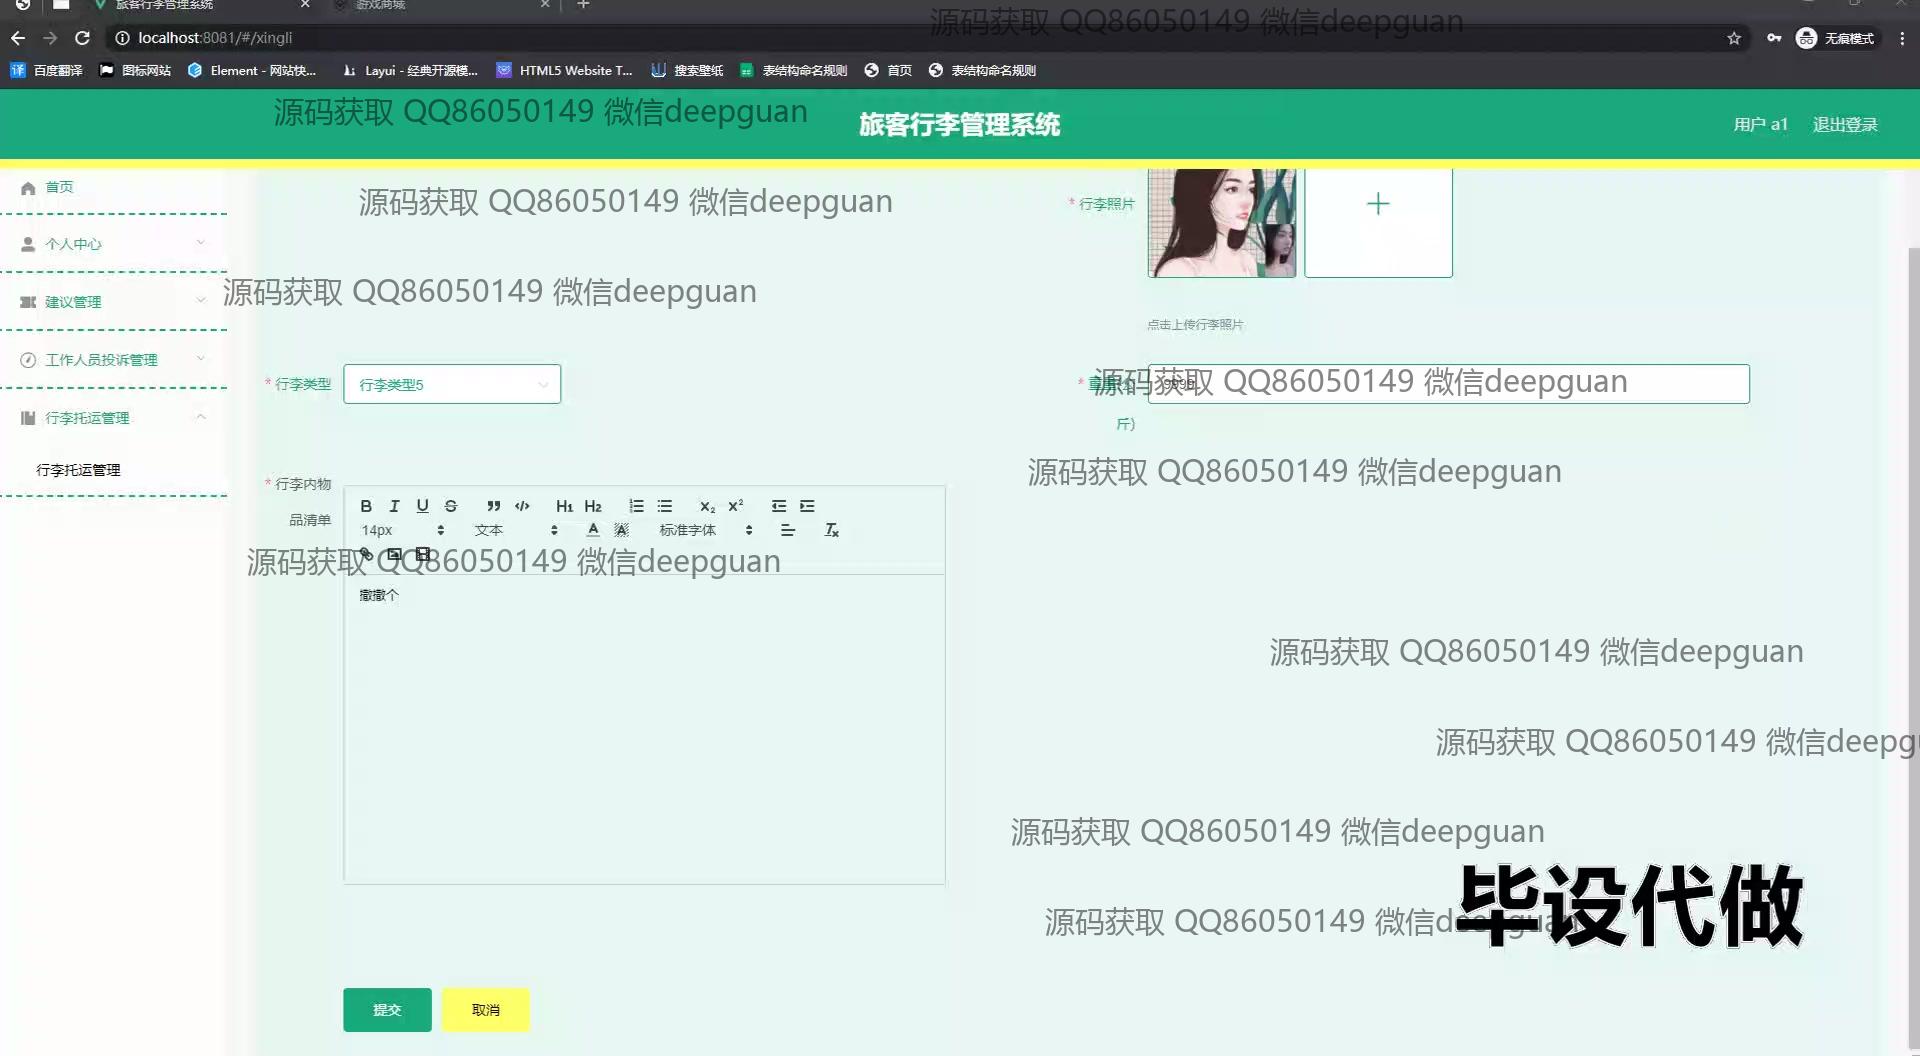 旅客行李管理系统
游戏商城
源码获取 QQ86050149 微信deepguan
localhost:8081/#/xingli
无痕模式
百度翻译
图标网站
Element - 网站快...
Layui - 经典开源模...
HTML5 Website T...
搜索壁纸
表结构命名规则
首页
表结构命名规则
源码获取 QQ86050149 微信deepguan
旅客行李管理系统
用户 a1
退出登录
首页
源码获取 QQ86050149 微信deepguan
* 行李照片
个人中心
建议管理
源码获取 QQ86050149 微信deepguan
点击上传行李照片
工作人员投诉管理
* 行李类型
行李类型5
源码获取 QQ86050149 微信deepguan
斤)
行李托运管理
行李托运管理
源码获取 QQ86050149 微信deepguan
* 行李内物
品清单
B I U S H1 H2 X₂ X²
14px
文本
标准字体
源码获取 QQ86050149 微信deepguan
撒撒个
源码获取 QQ86050149 微信deepguan
源码获取 QQ86050149 微信deepg
源码获取 QQ86050149 微信deepguan
源码获取 QQ86050149 微信deepguan
毕设代做
提交
取消